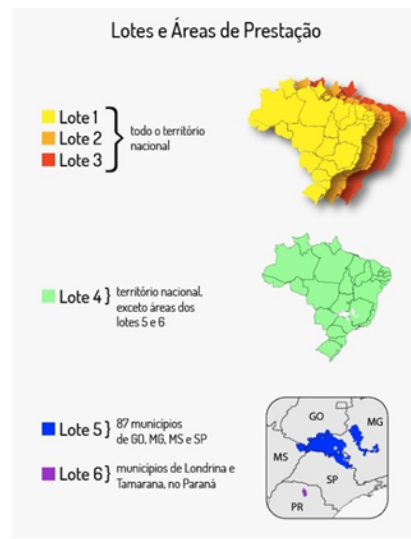 Lotes e Áreas de Prestação
Lote 1
Lote 2
Lote 3
todo o território
nacional
Lote 4
território nacional,
exceto áreas dos
lotes 5 e 6
Lote 5
87 municípios
de GO, MG, MS e SP
Lote 6
municípios de Londrina e
Tamarana, no Paraná
GO
MG
MS
SP
PR